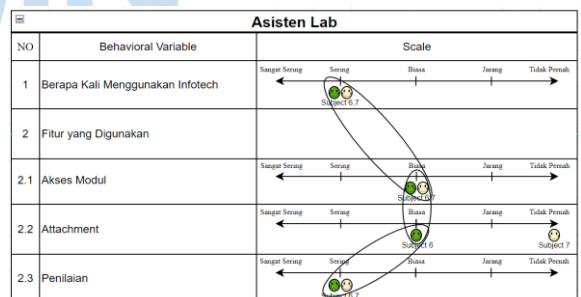 Asisten Lab
NO Behavioral Variable Scale
Sangat Sering Sering Biasa Jarang Tidak Pernah
1 Berapa Kali Menggunakan Infotech
Subject 6,7
2 Fitur yang Digunakan
Sangat Sering Sering Biasa Jarang Tidak Pernah
2.1 Akses Modul
Subject 6,7
Sangat Sering Sering Biasa Jarang Tidak Pernah
2.2 Attachment
Subject 6 Subject 7
Sangat Sering Sering Biasa Jarang Tidak Pernah
2.3 Penilaian
Subject 6,7